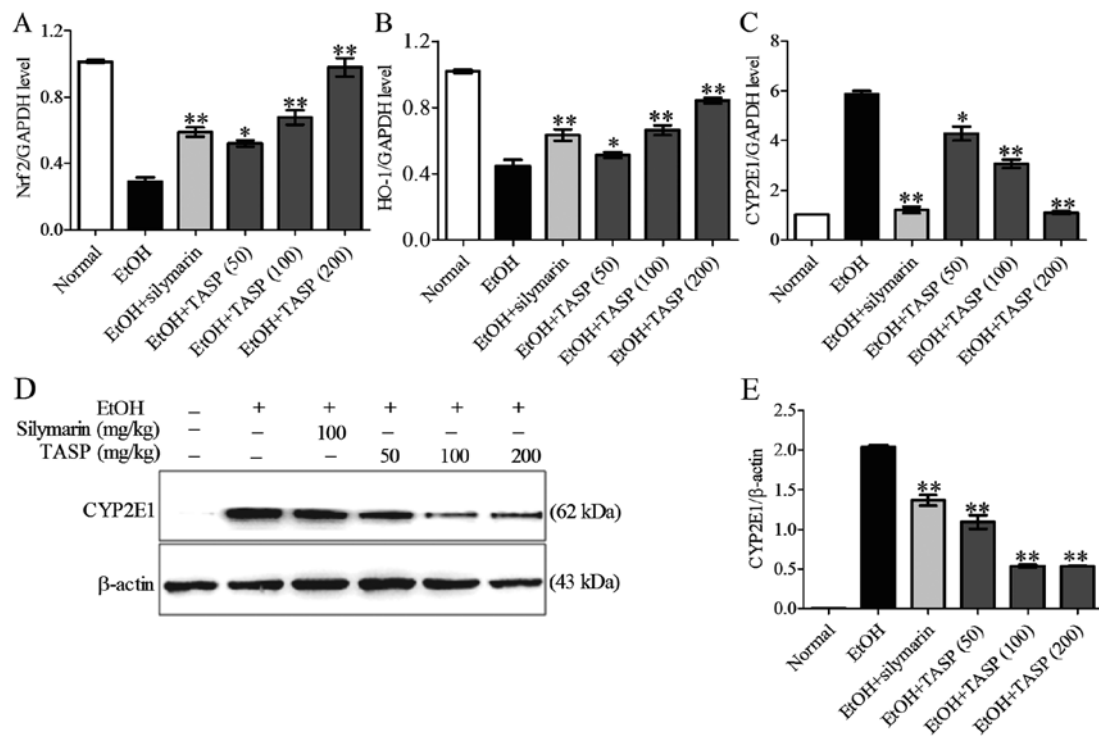 A
Nrf2/GAPDH level
1.2
0.9
0.6
0.3
0.0
**
*
**
**
Normal
EtOH
EtOH+silymarin
EtOH+TASP (50)
EtOH+TASP (100)
EtOH+TASP (200)
B
HO-1/GAPDH level
1.2
0.8
0.4
0.0
**
*
**
**
Normal
EtOH
EtOH+silymarin
EtOH+TASP (50)
EtOH+TASP (100)
EtOH+TASP (200)
C
CYP2E1/GAPDH level
8
6
4
2
0
**
*
**
**
Normal
EtOH
EtOH+silymarin
EtOH+TASP (50)
EtOH+TASP (100)
EtOH+TASP (200)
D
EtOH – + + + + +
Silymarin (mg/kg) – – 100 – – –
TASP (mg/kg) – – – 50 100 200
CYP2E1 (62 kDa)
β-actin (43 kDa)
E
CYP2E1/β-actin
2.5
2.0
1.5
1.0
0.5
0.0
**
**
**
**
Normal
EtOH
EtOH+silymarin
EtOH+TASP (50)
EtOH+TASP (100)
EtOH+TASP (200)